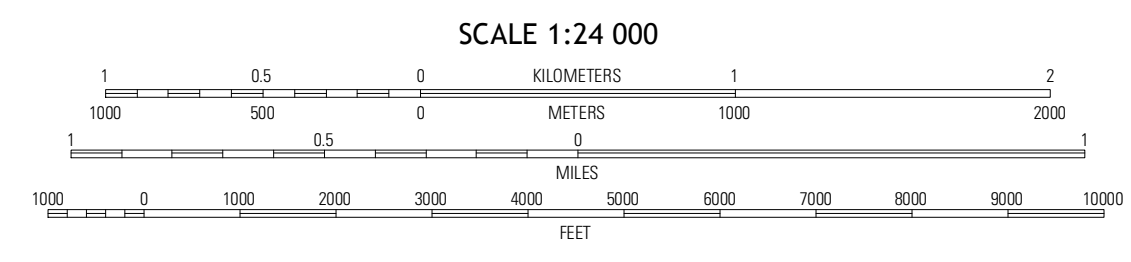 SCALE 1:24 000
1 0.5 0 KILOMETERS 1 2
1000 500 0 METERS 1000 2000
1 0.5 0 1
MILES
1000 0 1000 2000 3000 4000 5000 6000 7000 8000 9000 10000
FEET